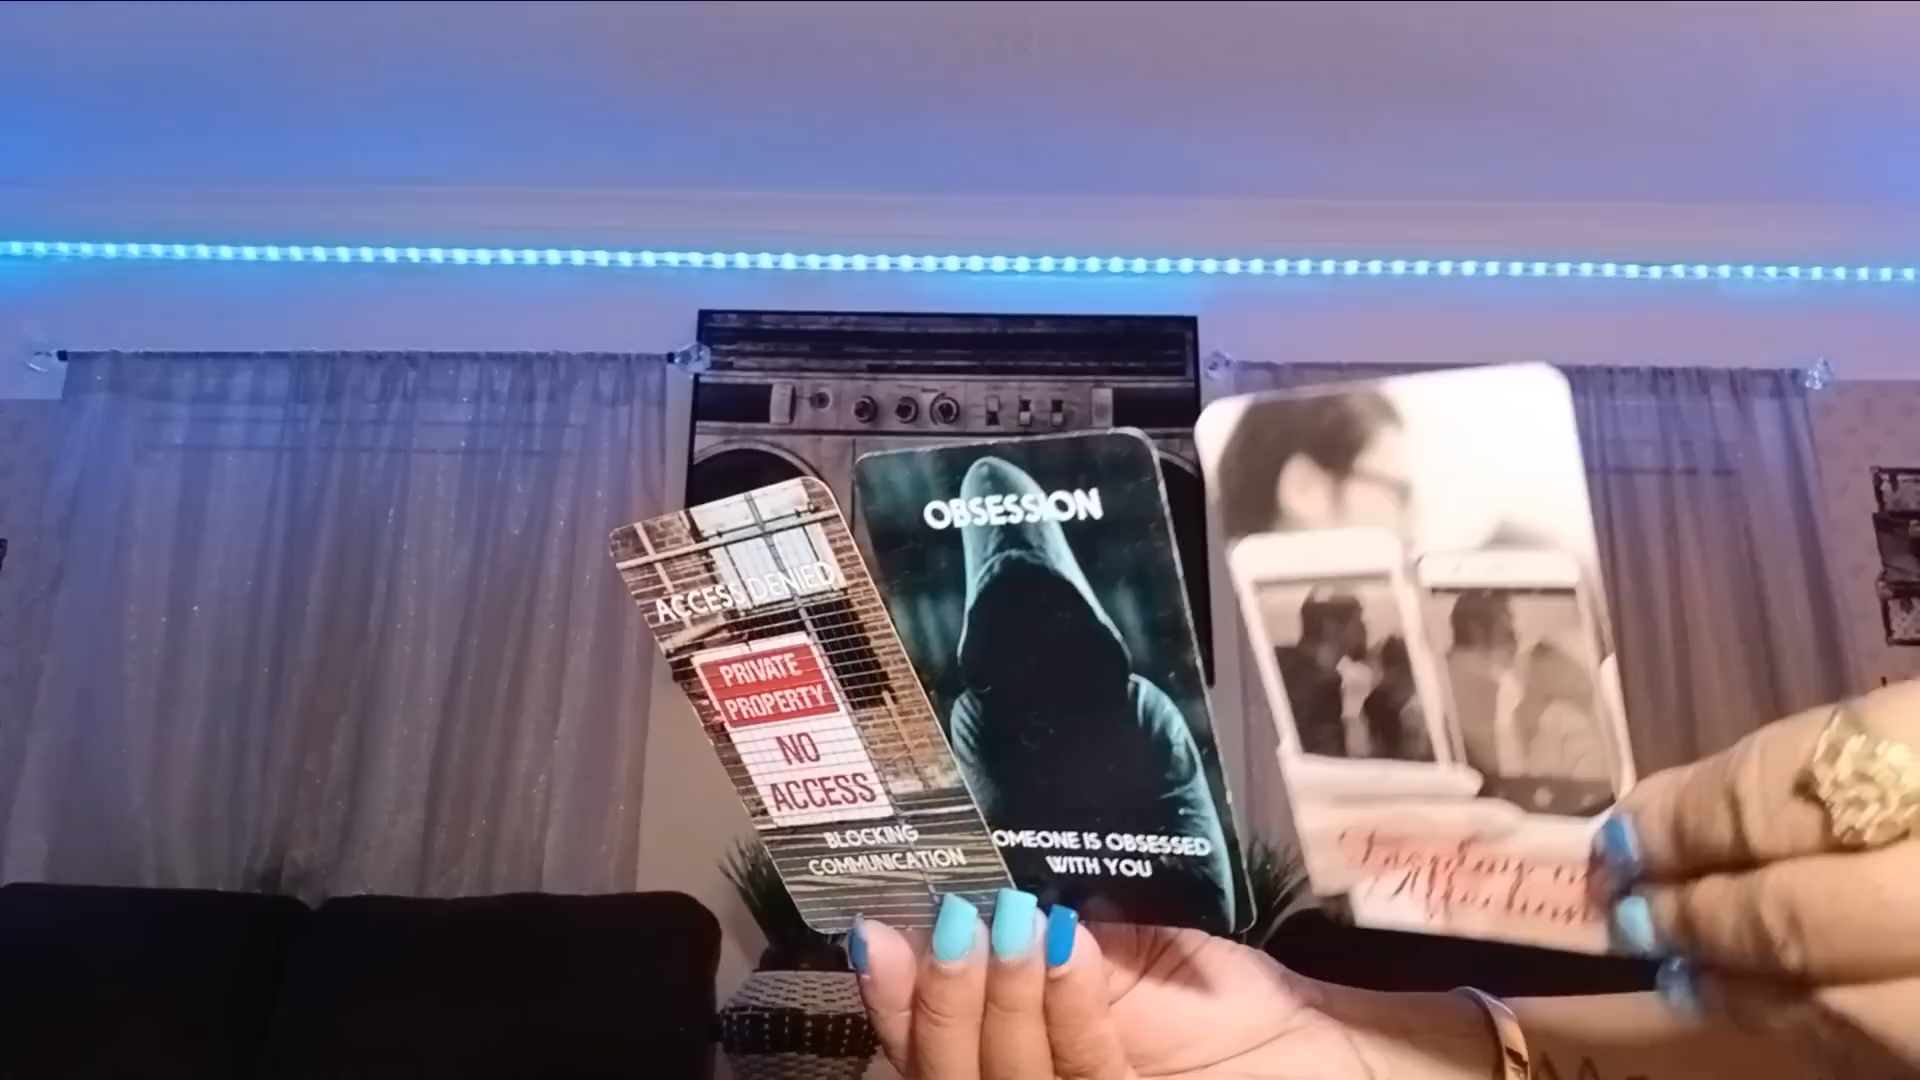 ACCESS DENIED
PRIVATE
PROPERTY
NO
ACCESS
BLOCKING
COMMUNICATION
OBSESSION
OMEONE IS OBSESSED
WITH YOU